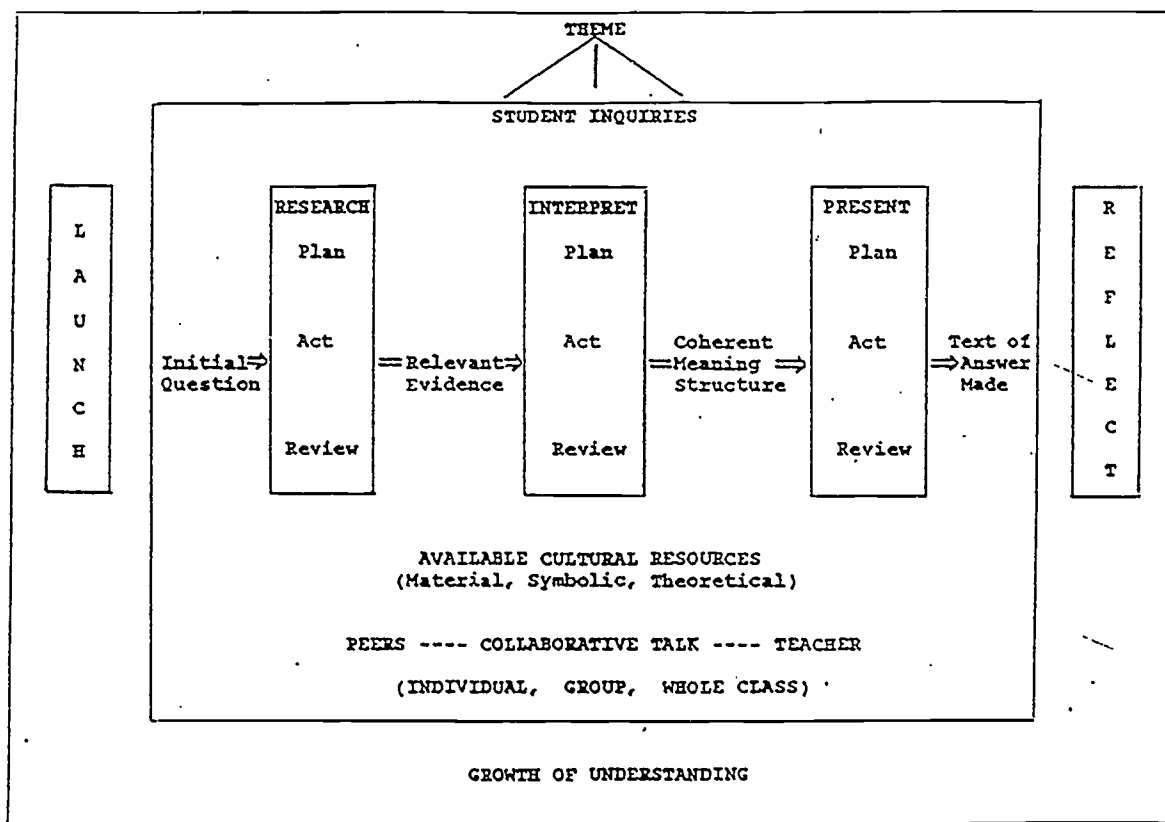 THEME
STUDENT INQUIRIES
LAUNCH
RESEARCH
Plan
Act
Review
INTERPRET
Plan
Act
Review
PRESENT
Plan
Act
Review
REFLECT
Initial ⇒
Question
=Relevant⇒
Evidence
Coherent
=Meaning ⇒
Structure
⇒ Text of
Answer
Made
AVAILABLE CULTURAL RESOURCES
(Material, Symbolic, Theoretical)
PEERS ---- COLLABORATIVE TALK ---- TEACHER
(INDIVIDUAL, GROUP, WHOLE CLASS)
GROWTH OF UNDERSTANDING